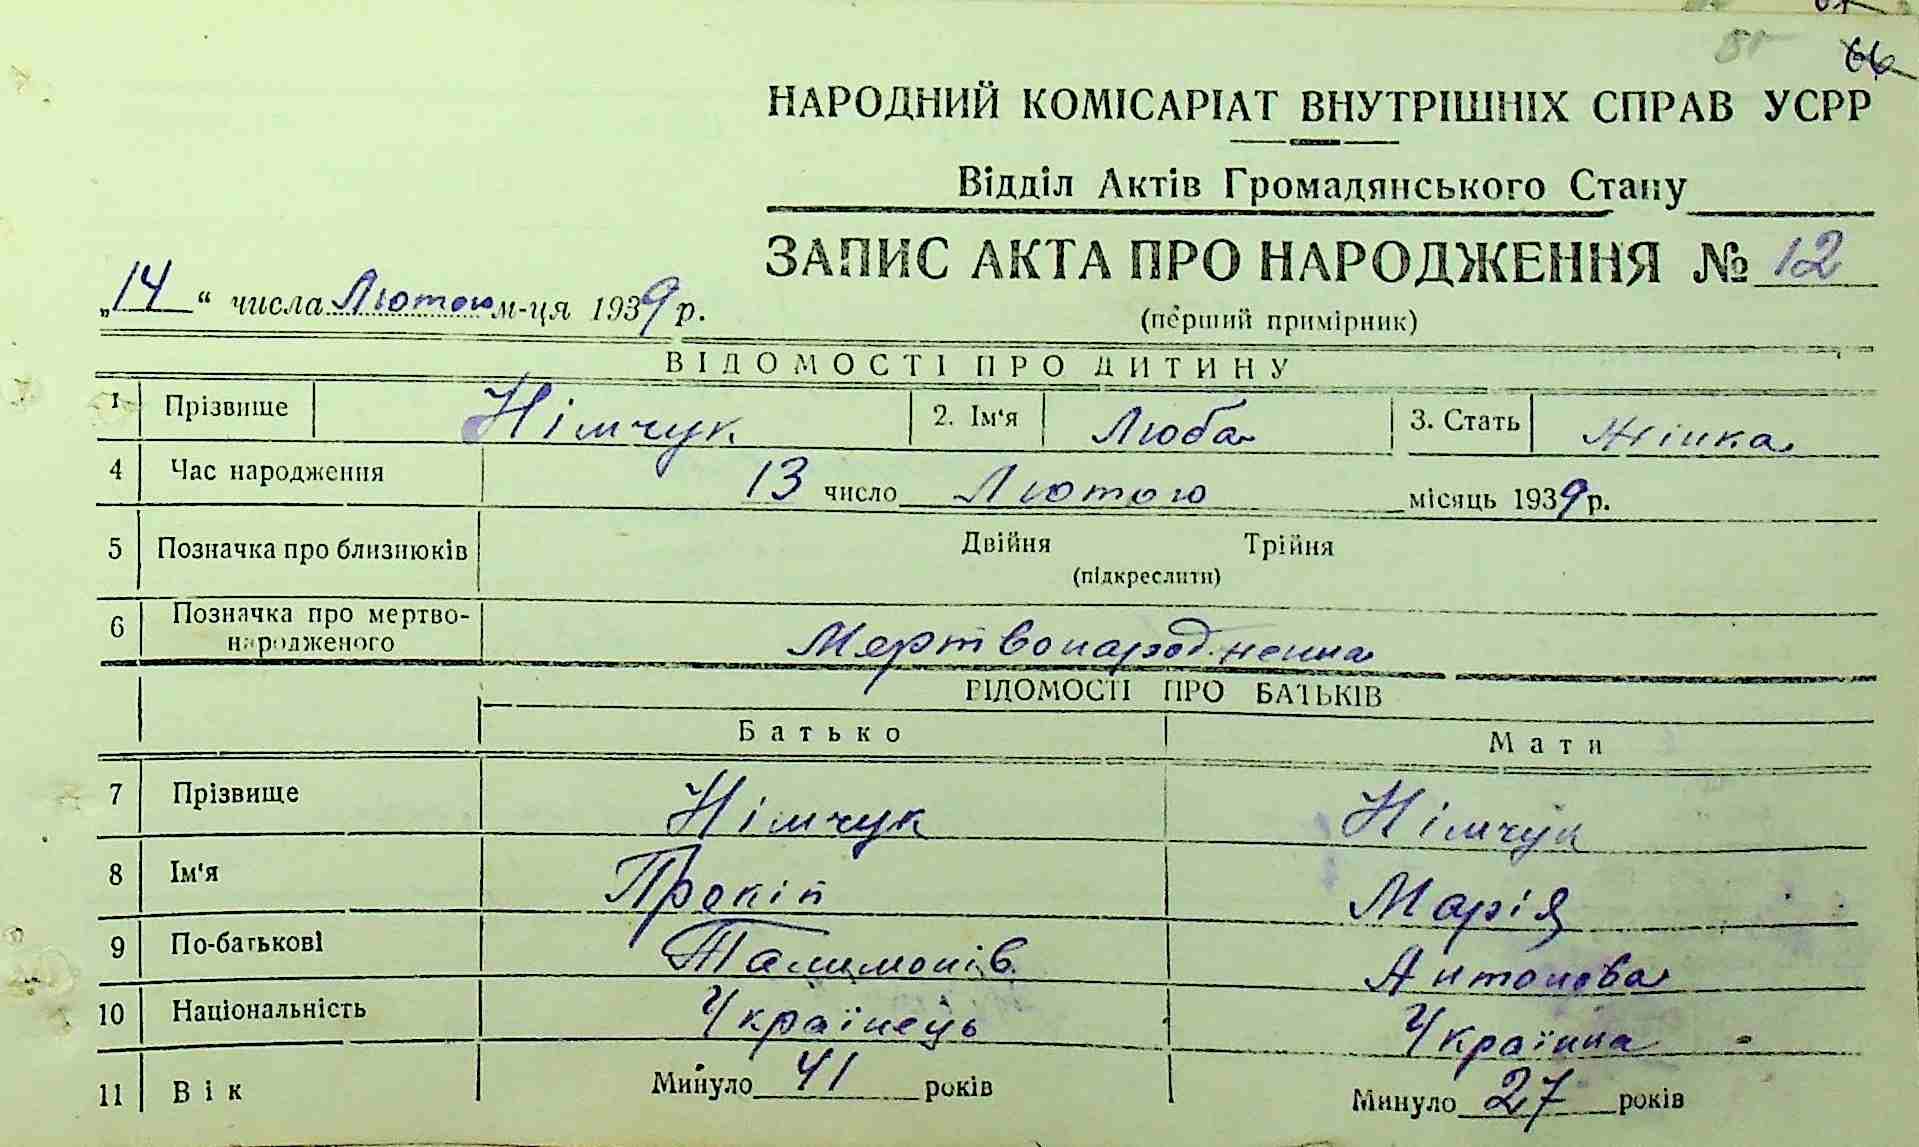 66
НАРОДНИЙ КОМІСАРІАТ ВНУТРІШНІХ СПРАВ УСРР
Відділ Актів Громадянського Стану
ЗАПИС АКТА ПРО НАРОДЖЕННЯ № 12
„14“ числа Лютого м-ця 1939 р.
(перший примірник)
ВІДОМОСТІ ПРО ДИТИНУ
1 Прізвище Німчук 2. Ім'я Люба 3. Стать жінка
4 Час народження 13 число Лютого місяць 1939 р.
5 Позначка про близнюків Двійня Трійня
(підкреслити)
6 Позначка про мертво-
народженого Мертвонародженна
ВІДОМОСТІ ПРО БАТЬКІВ
Батько Мати
7 Прізвище Німчук Німчук
8 Ім'я Прокіп Марія
9 По-батькові Талимонів Антонова
10 Національність Українець Українка
11 Вік Минуло 41 років Минуло 27 років